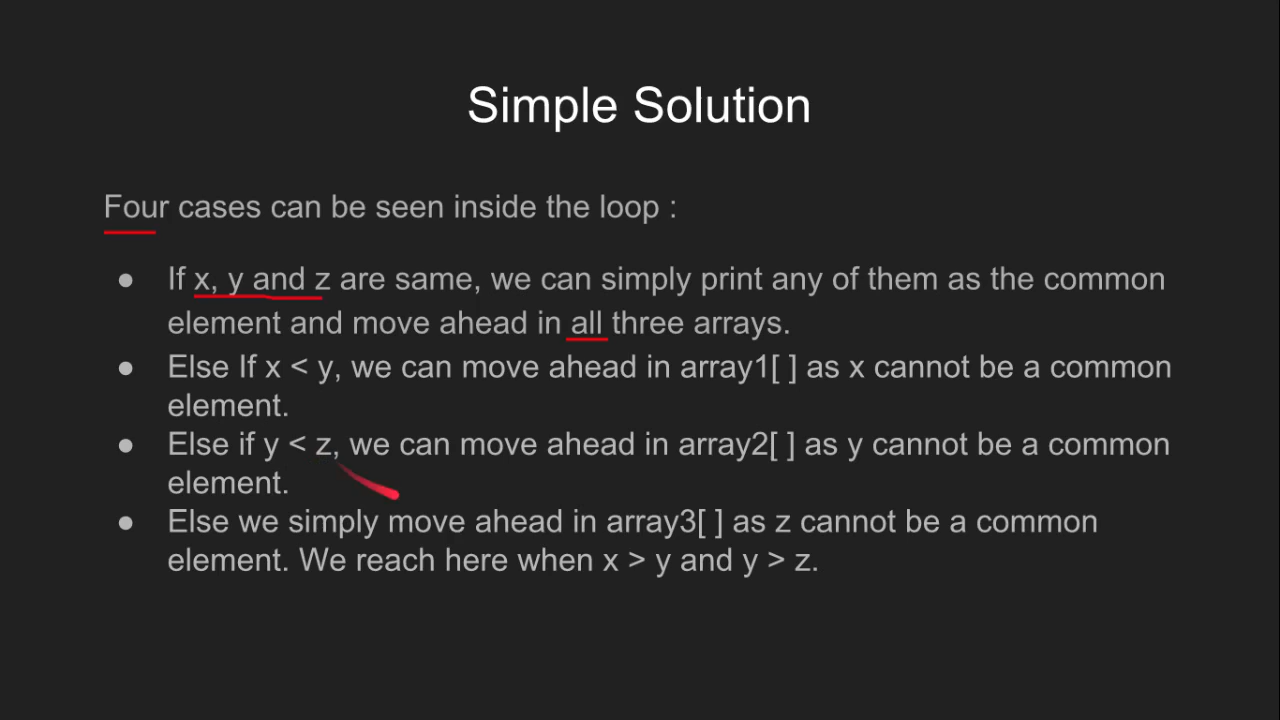 Simple Solution
Four cases can be seen inside the loop :
● If x, y and z are same, we can simply print any of them as the common
element and move ahead in all three arrays.
● Else If x < y, we can move ahead in array1[ ] as x cannot be a common
element.
● Else if y < z, we can move ahead in array2[ ] as y cannot be a common
element.
● Else we simply move ahead in array3[ ] as z cannot be a common
element. We reach here when x > y and y > z.